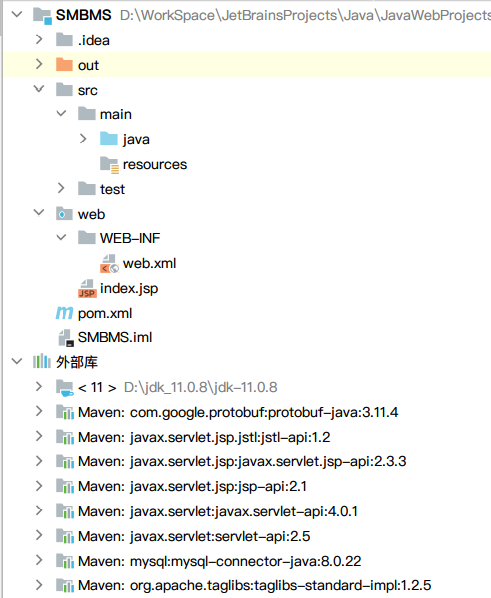 SMBMS D:\WorkSpace\JetBrainsProjects\Java\JavaWebProjects
.idea
out
src
main
java
resources
test
web
WEB-INF
web.xml
JSP index.jsp
m pom.xml
SMBMS.iml
外部库
< 11 > D:\jdk_11.0.8\jdk-11.0.8
Maven: com.google.protobuf:protobuf-java:3.11.4
Maven: javax.servlet.jsp.jstl:jstl-api:1.2
Maven: javax.servlet.jsp:javax.servlet.jsp-api:2.3.3
Maven: javax.servlet.jsp:jsp-api:2.1
Maven: javax.servlet:javax.servlet-api:4.0.1
Maven: javax.servlet:servlet-api:2.5
Maven: mysql:mysql-connector-java:8.0.22
Maven: org.apache.taglibs:taglibs-standard-impl:1.2.5